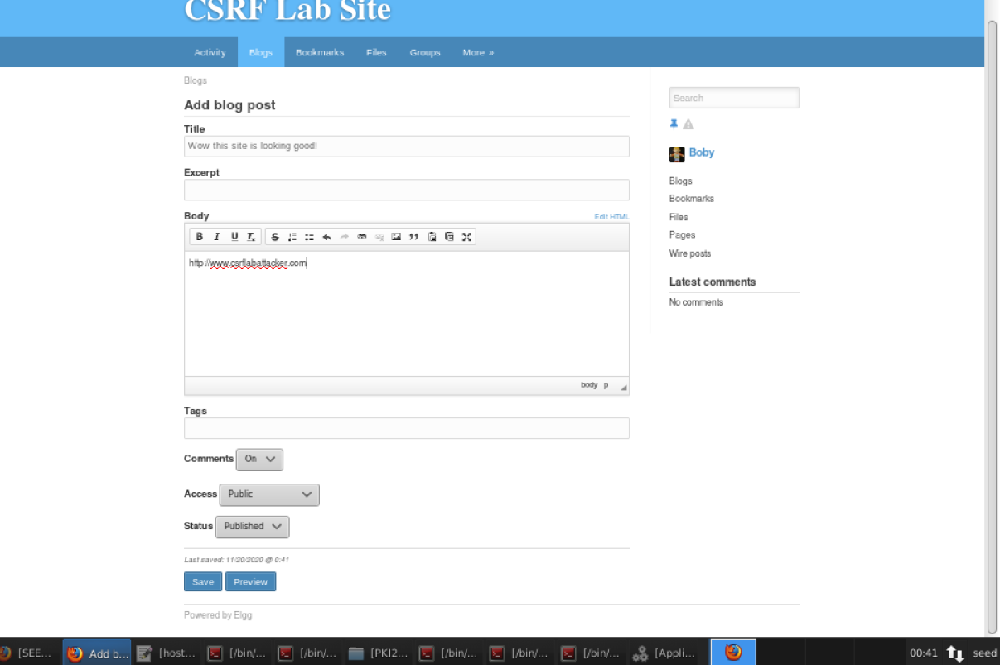 CSRF Lab Site
Activity Blogs Bookmarks Files Groups More »
Blogs
Add blog post
Title
Wow this site is looking good!
Excerpt
Body Edit HTML
B I U Tx S
http://www.csrflabattacker.com
body p
Tags
Comments On
Access Public
Status Published
Last saved: 11/20/2020 @ 0:41
Save Preview
Powered by Elgg
Search
Boby
Blogs
Bookmarks
Files
Pages
Wire posts
Latest comments
No comments
[SEE... Add b... [host... [/bin/... [/bin/... [PKI2... [/bin/... [/bin/... [/bin/... [Appli... 00:41 seed